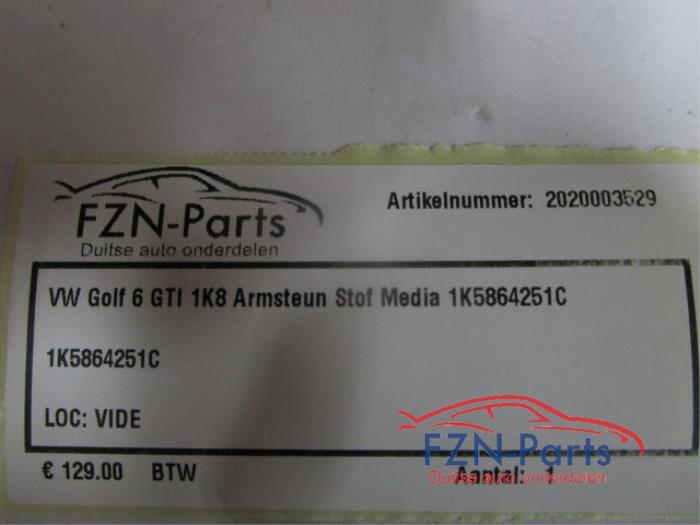 FZN-Parts
Duitse auto onderdelen
Artikelnummer: 2020003529
VW Golf 6 GTI 1K8 Armsteun Stof Media 1K5864251C
1K5864251C
LOC: VIDE
€ 129.00 BTW
Aantal: 1
FZN-Parts
Duitse auto onderdelen